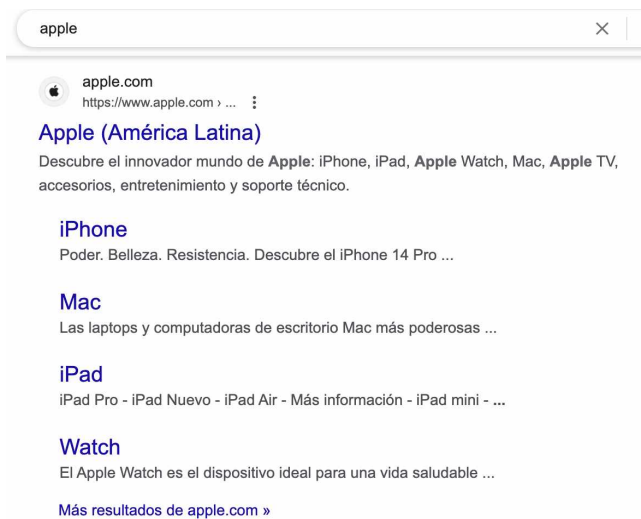 apple
apple.com
https://www.apple.com › ...
Apple (América Latina)
Descubre el innovador mundo de Apple: iPhone, iPad, Apple Watch, Mac, Apple TV,
accesorios, entretenimiento y soporte técnico.
iPhone
Poder. Belleza. Resistencia. Descubre el iPhone 14 Pro ...
Mac
Las laptops y computadoras de escritorio Mac más poderosas ...
iPad
iPad Pro - iPad Nuevo - iPad Air - Más información - iPad mini - ...
Watch
El Apple Watch es el dispositivo ideal para una vida saludable ...
Más resultados de apple.com »